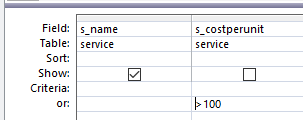 Field: s_name s_costperunit
Table: service service
Sort:
Show:
Criteria:
or: >100